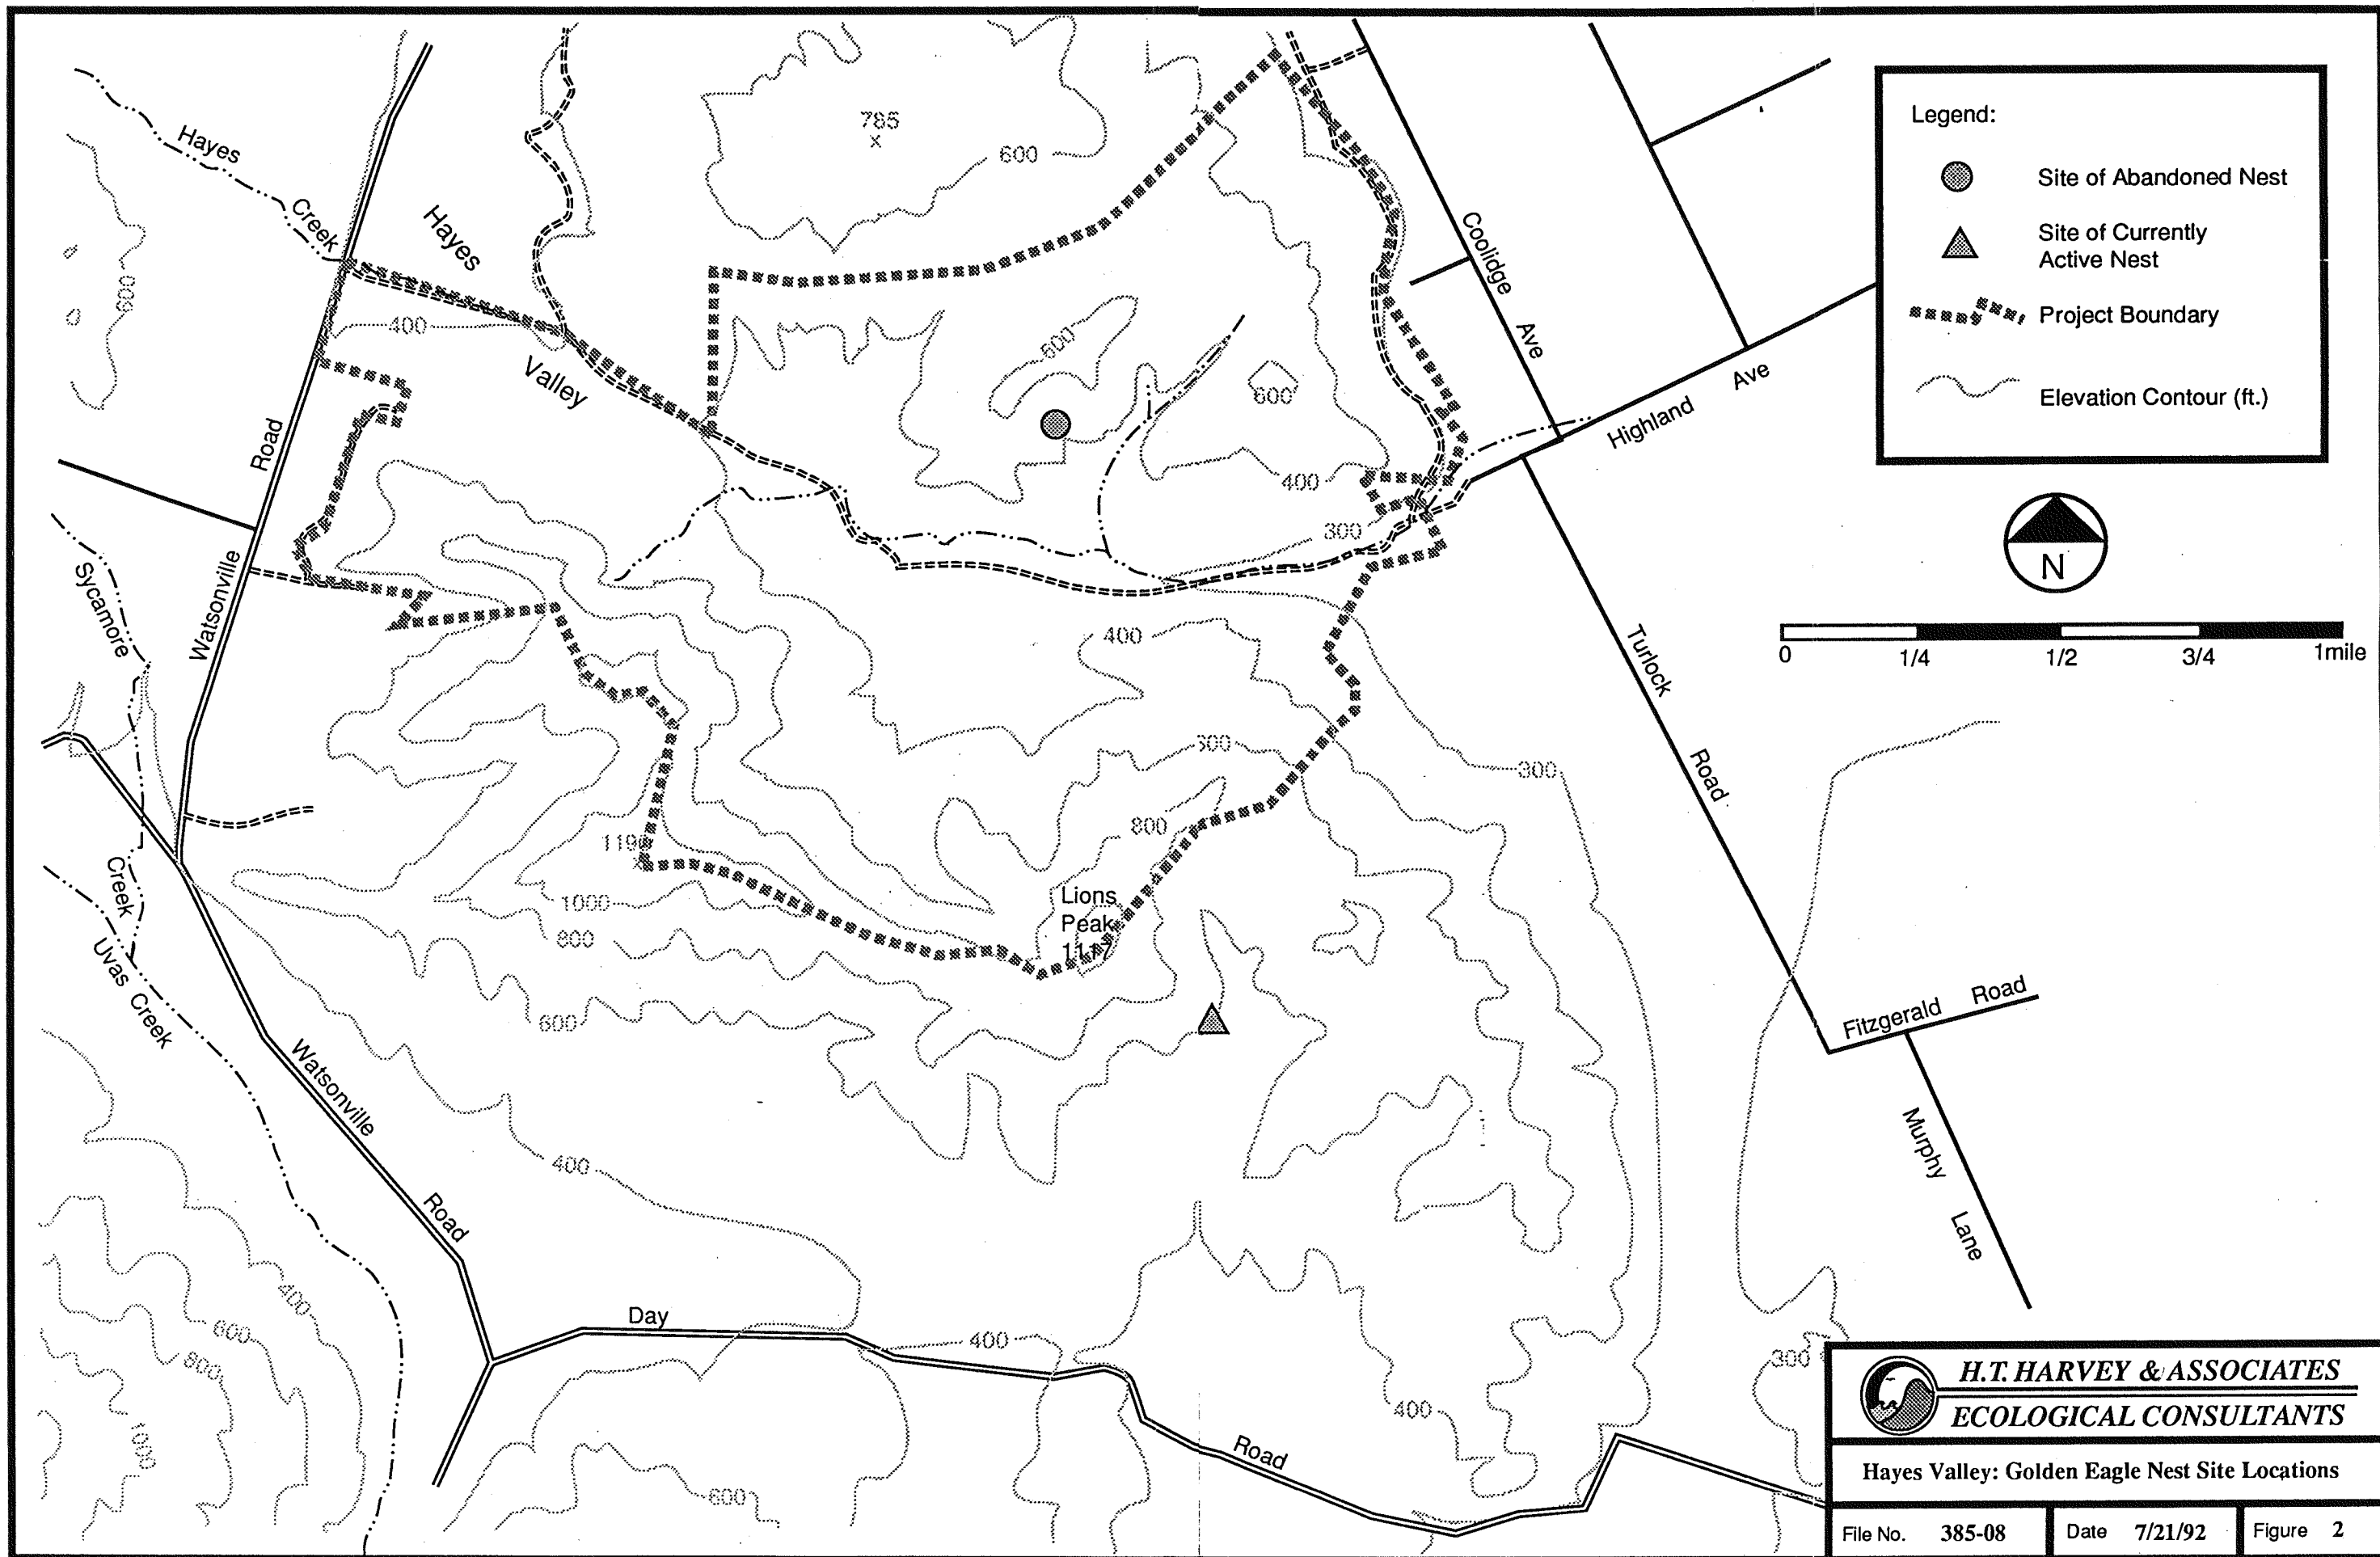 785
x
600
Hayes
Creek
Hayes
Valley
400
600
600
600
400
300
Coolidge
Ave
Highland
Ave
Road
Watsonville
Sycamore
Creek
Uvas Creek
400
Turlock
Road
300
800
1000
800
600
Lions
Peak
1117
Fitzgerald Road
Murphy
Lane
Watsonville
Road
400
400
600
800
1000
Day
Road
400
400
600
300
Legend:
Site of Abandoned Nest
Site of Currently
Active Nest
Project Boundary
Elevation Contour (ft.)
N
0 1/4 1/2 3/4 1mile
H.T. HARVEY & ASSOCIATES
ECOLOGICAL CONSULTANTS
Hayes Valley: Golden Eagle Nest Site Locations
File No. 385-08 Date 7/21/92 Figure 2